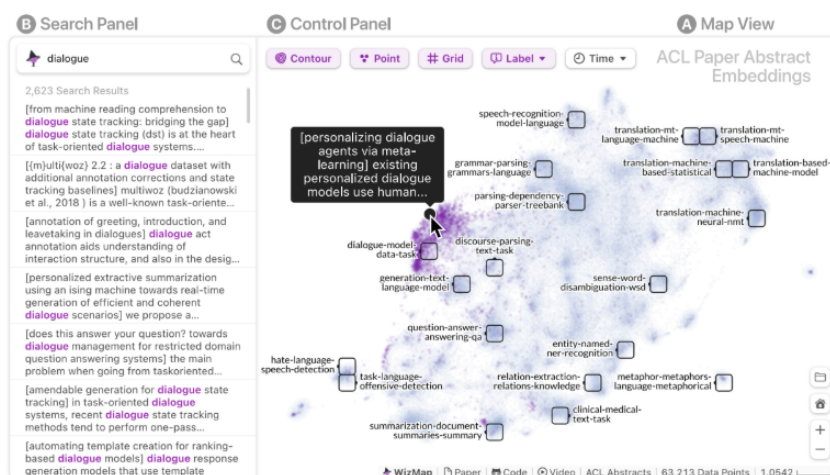 B Search Panel
C Control Panel
A Map View
dialogue
2,623 Search Results
[from machine reading comprehension to
dialogue state tracking: bridging the gap]
dialogue state tracking (dst) is at the heart
of task-oriented dialogue systems....
[{m}ulti{woz} 2.2 : a dialogue dataset with
additional annotation corrections and state
tracking baselines] multiwoz (budzianowski
et al., 2018 ) is a well-known task-oriente...
[annotation of greeting, introduction, and
leavetaking in dialogues] dialogue act
annotation aids understanding of
interaction structure, and also in the desig...
[personalized extractive summarization
using an ising machine towards real-time
generation of efficient and coherent
dialogue scenarios] we propose a...
[does this answer your question? towards
dialogue management for restricted domain
question answering systems] the main
problem when going from taskoriented...
[amendable generation for dialogue state
tracking] in task-oriented dialogue
systems, recent dialogue state tracking
methods tend to perform one-pass...
[automating template creation for ranking-
based dialogue models] dialogue response
generation models that use template
Contour
Point
Grid
Label
Time
ACL Paper Abstract
Embeddings
[personalizing dialogue
agents via meta-
learning] existing
personalized dialogue
models use human...
speech-recognition-
model-language
translation-mt-
language-machine
translation-mt-
speech-machine
grammar-parsing-
grammars-language
translation-machine-
based-statistical
translation-based-
machine-model
parsing-dependency-
parser-treebank
translation-machine-
neural-nmt
dialogue-model-
data-task
discourse-parsing-
text-task
generation-text-
language-model
sense-word-
disambiguation-wsd
question-answer-
answering-qa
entity-named-
ner-recognition
hate-language-
speech-detection
task-language-
offensive-detection
relation-extraction-
relations-knowledge
metaphor-metaphors-
language-metaphorical
clinical-medical-
text-task
summarization-document-
summaries-summary
WizMap
Paper
Code
Video
ACL Abstracts
63,213 Data Points